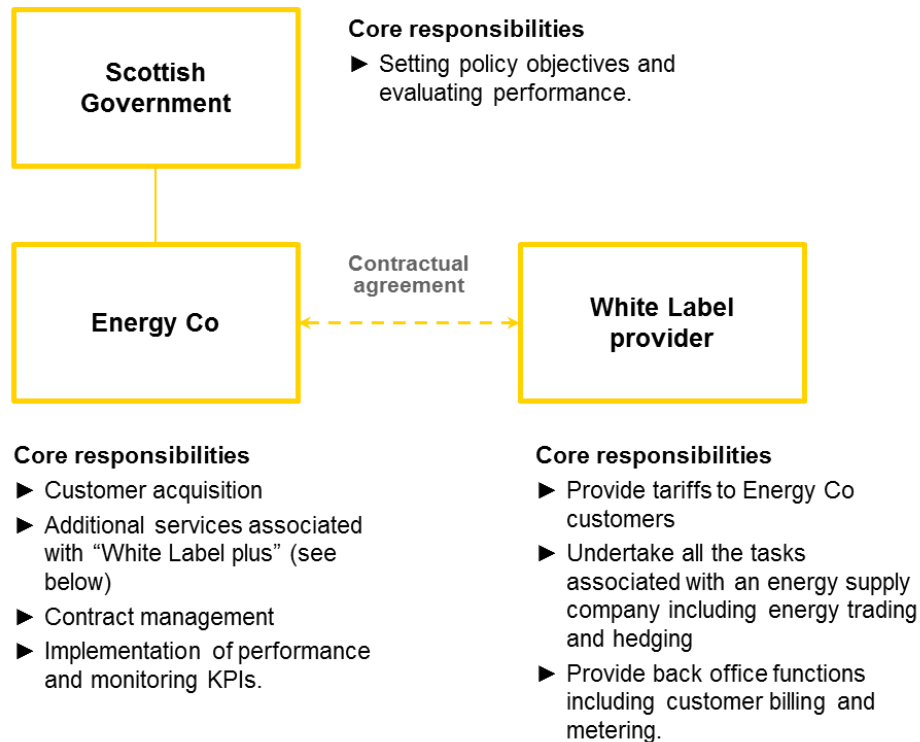 Scottish
Government
Core responsibilities
► Setting policy objectives and
evaluating performance.
Energy Co
Contractual
agreement
White Label
provider
Core responsibilities
► Customer acquisition
► Additional services associated
with “White Label plus” (see
below)
► Contract management
► Implementation of performance
and monitoring KPIs.
Core responsibilities
► Provide tariffs to Energy Co
customers
► Undertake all the tasks
associated with an energy supply
company including energy trading
and hedging
► Provide back office functions
including customer billing and
metering.